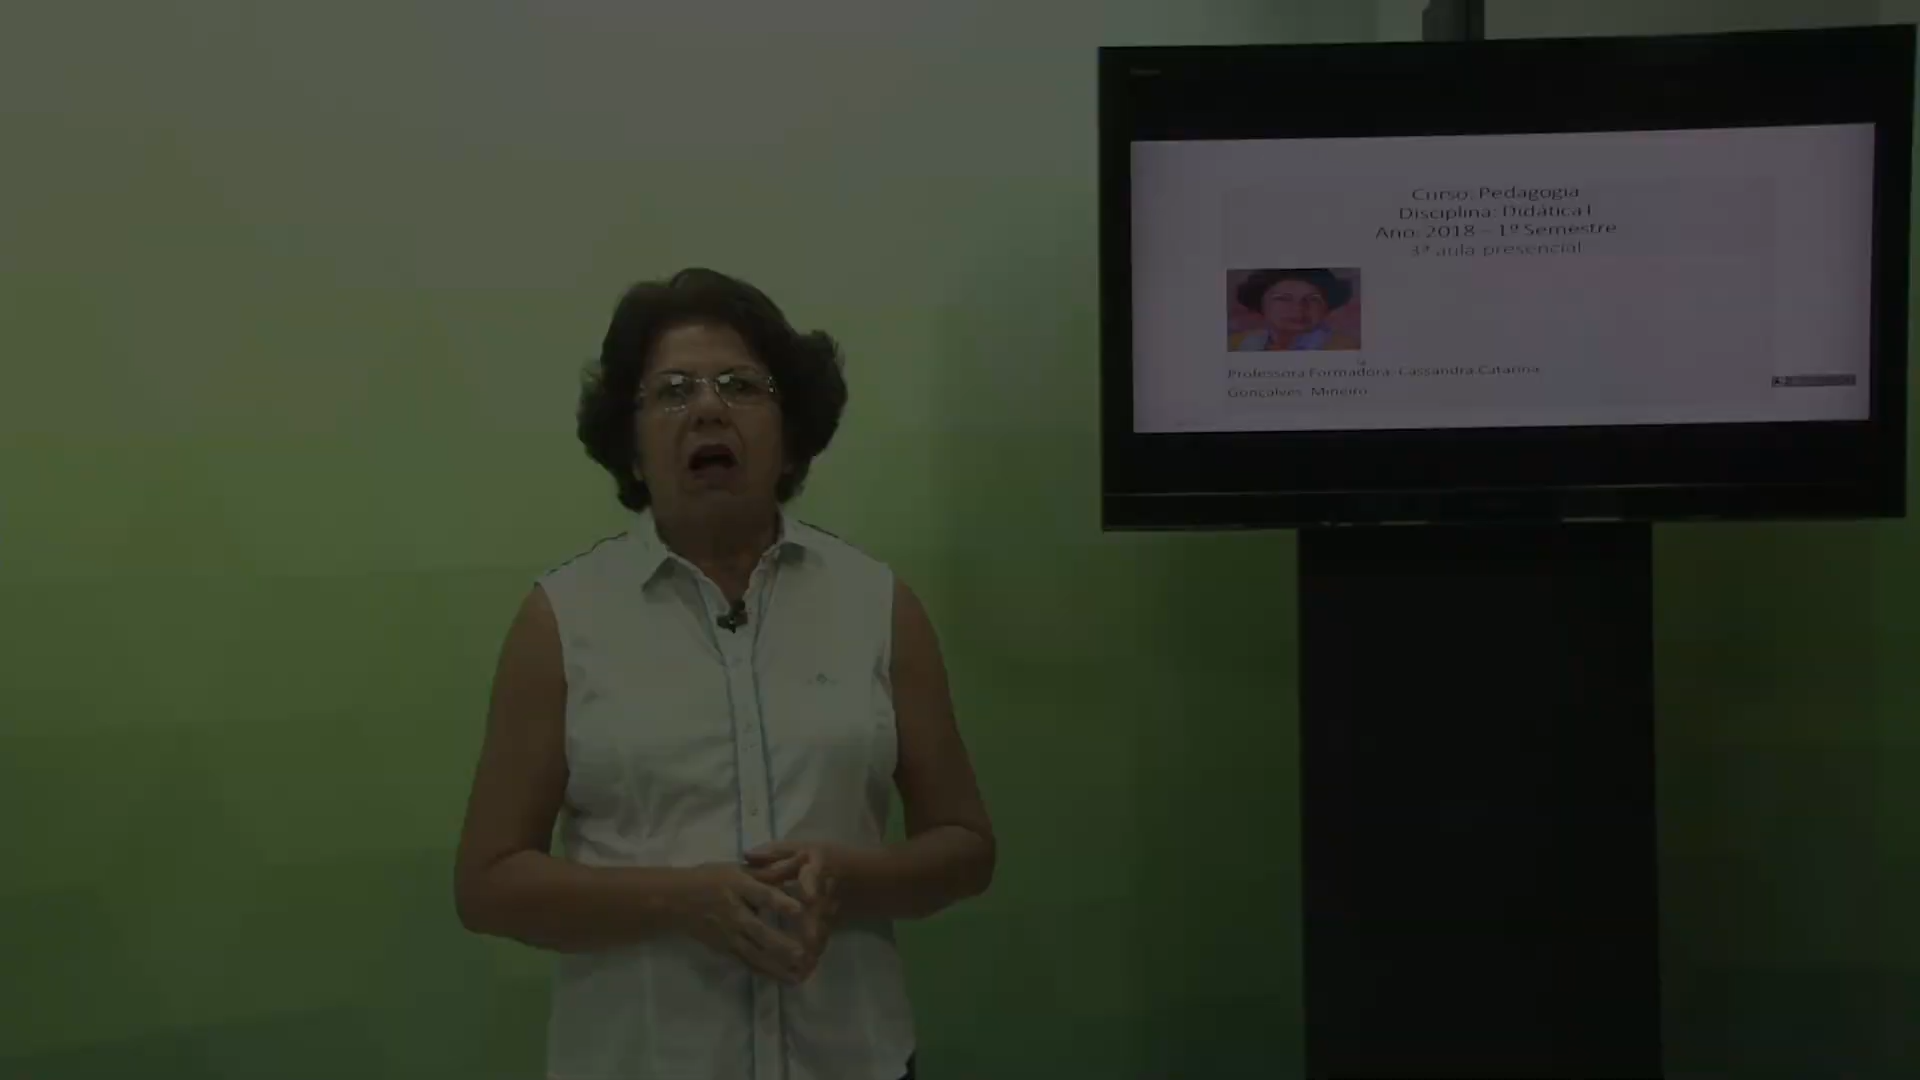 Curso: Pedagogia
Disciplina: Didática I
Ano: 2018 – 1º Semestre
3ª aula presencial
Professora Formadora: Cassandra Catarina
Gonçalves Mineiro